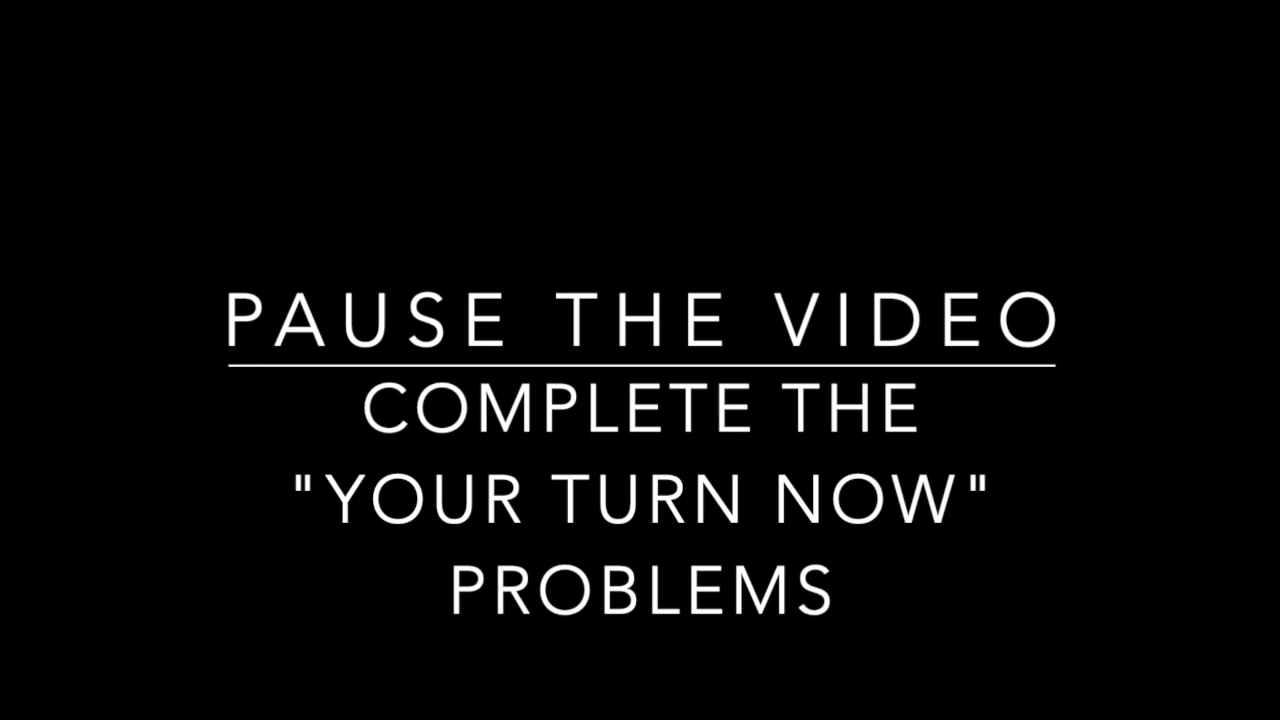 PAUSE THE VIDEO
COMPLETE THE
"YOUR TURN NOW"
PROBLEMS